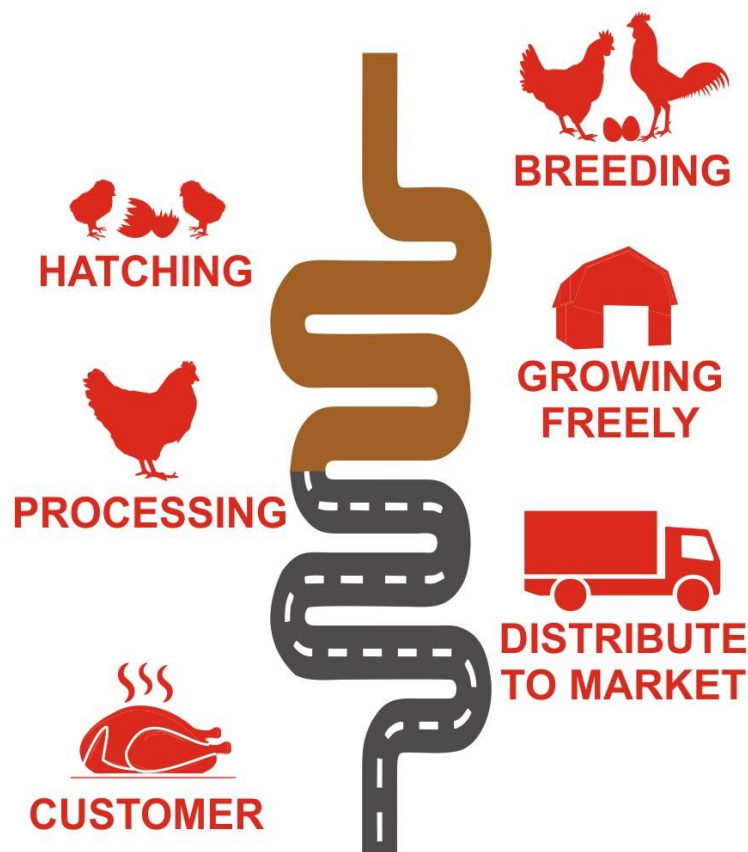 BREEDING
HATCHING
GROWING
FREELY
PROCESSING
DISTRIBUTE
TO MARKET
CUSTOMER